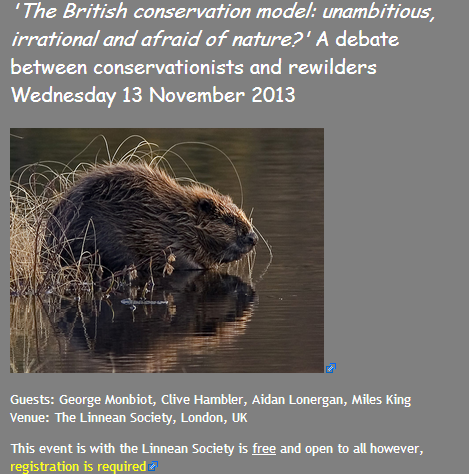 'The British conservation model: unambitious,
irrational and afraid of nature?' A debate
between conservationists and rewilders
Wednesday 13 November 2013
Guests: George Monbiot, Clive Hambler, Aidan Lonergan, Miles King
Venue: The Linnean Society, London, UK
This event is with the Linnean Society is free and open to all however,
registration is required